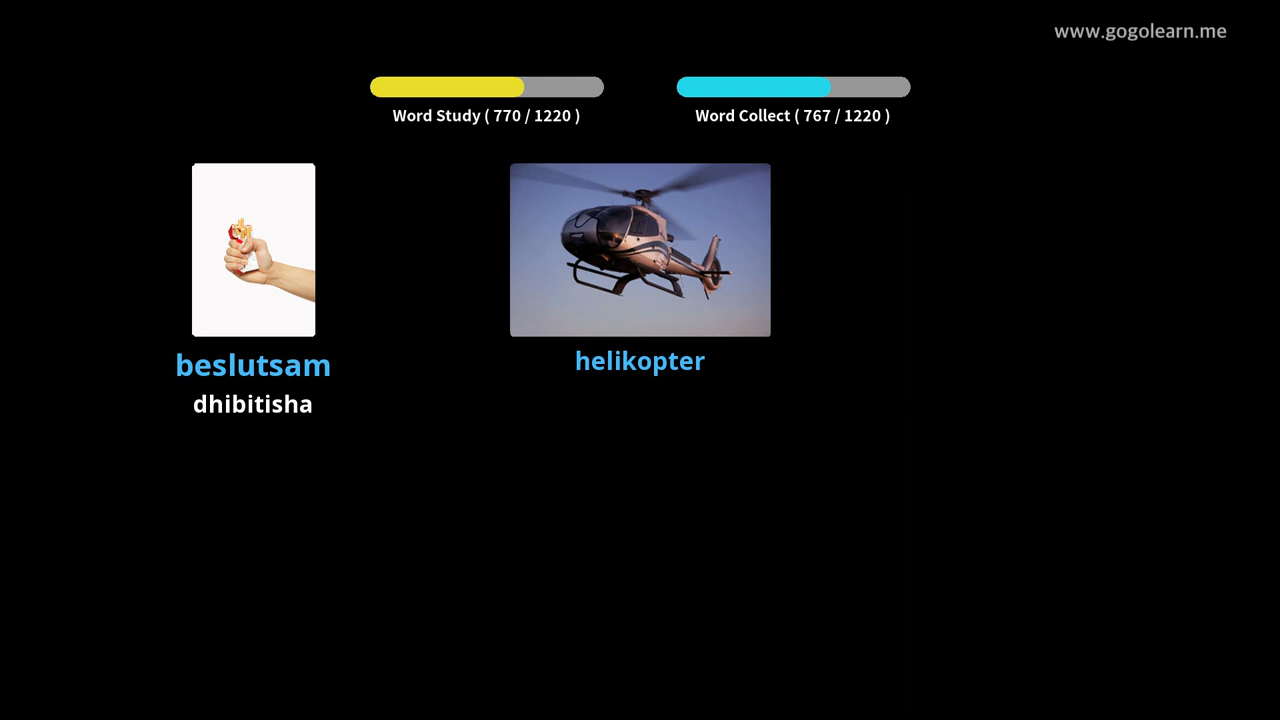 www.gogolearn.me
Word Study ( 770 / 1220 )
Word Collect ( 767 / 1220 )
beslutsam
dhibitisha
helikopter